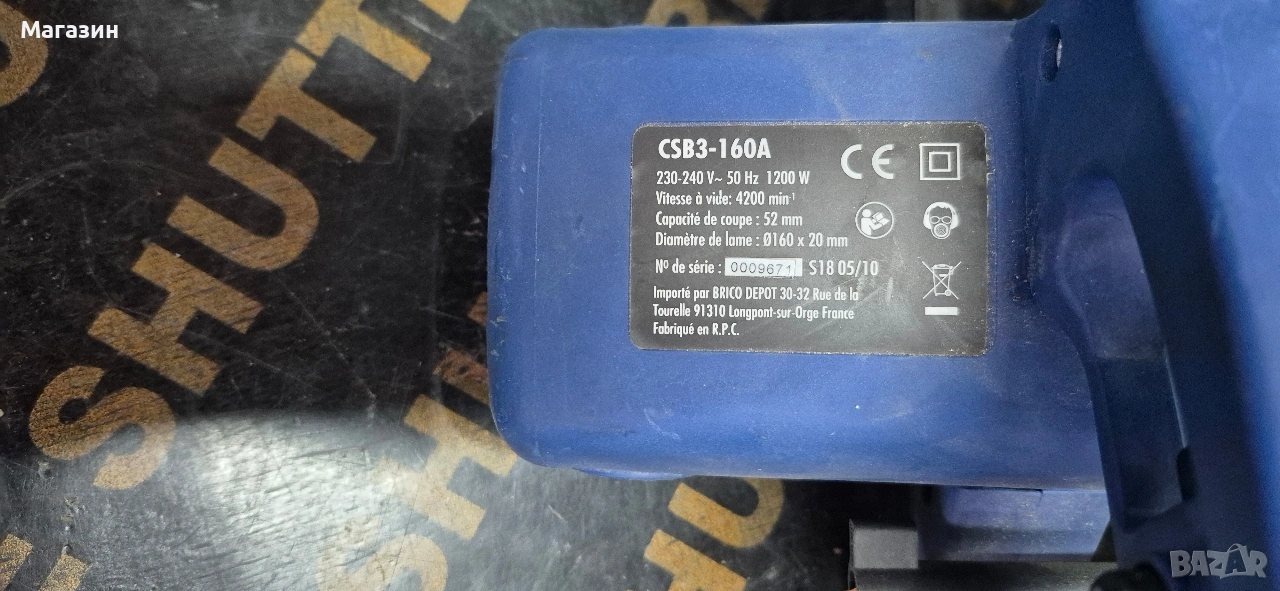 Магазин
SHUTT
SHUTT
CSB3-160A
230-240 V~ 50 Hz 1200 W
Vitesse à vide: 4200 min⁻¹
Capacité de coupe : 52 mm
Diamètre de lame : Ø160 x 20 mm
Nº de série : 0009671 S18 05/10
Importé par BRICO DEPOT 30-32 Rue de la
Tourelle 91310 Longpont-sur-Orge France
Fabriqué en R.P.C.
CE
BAZAR